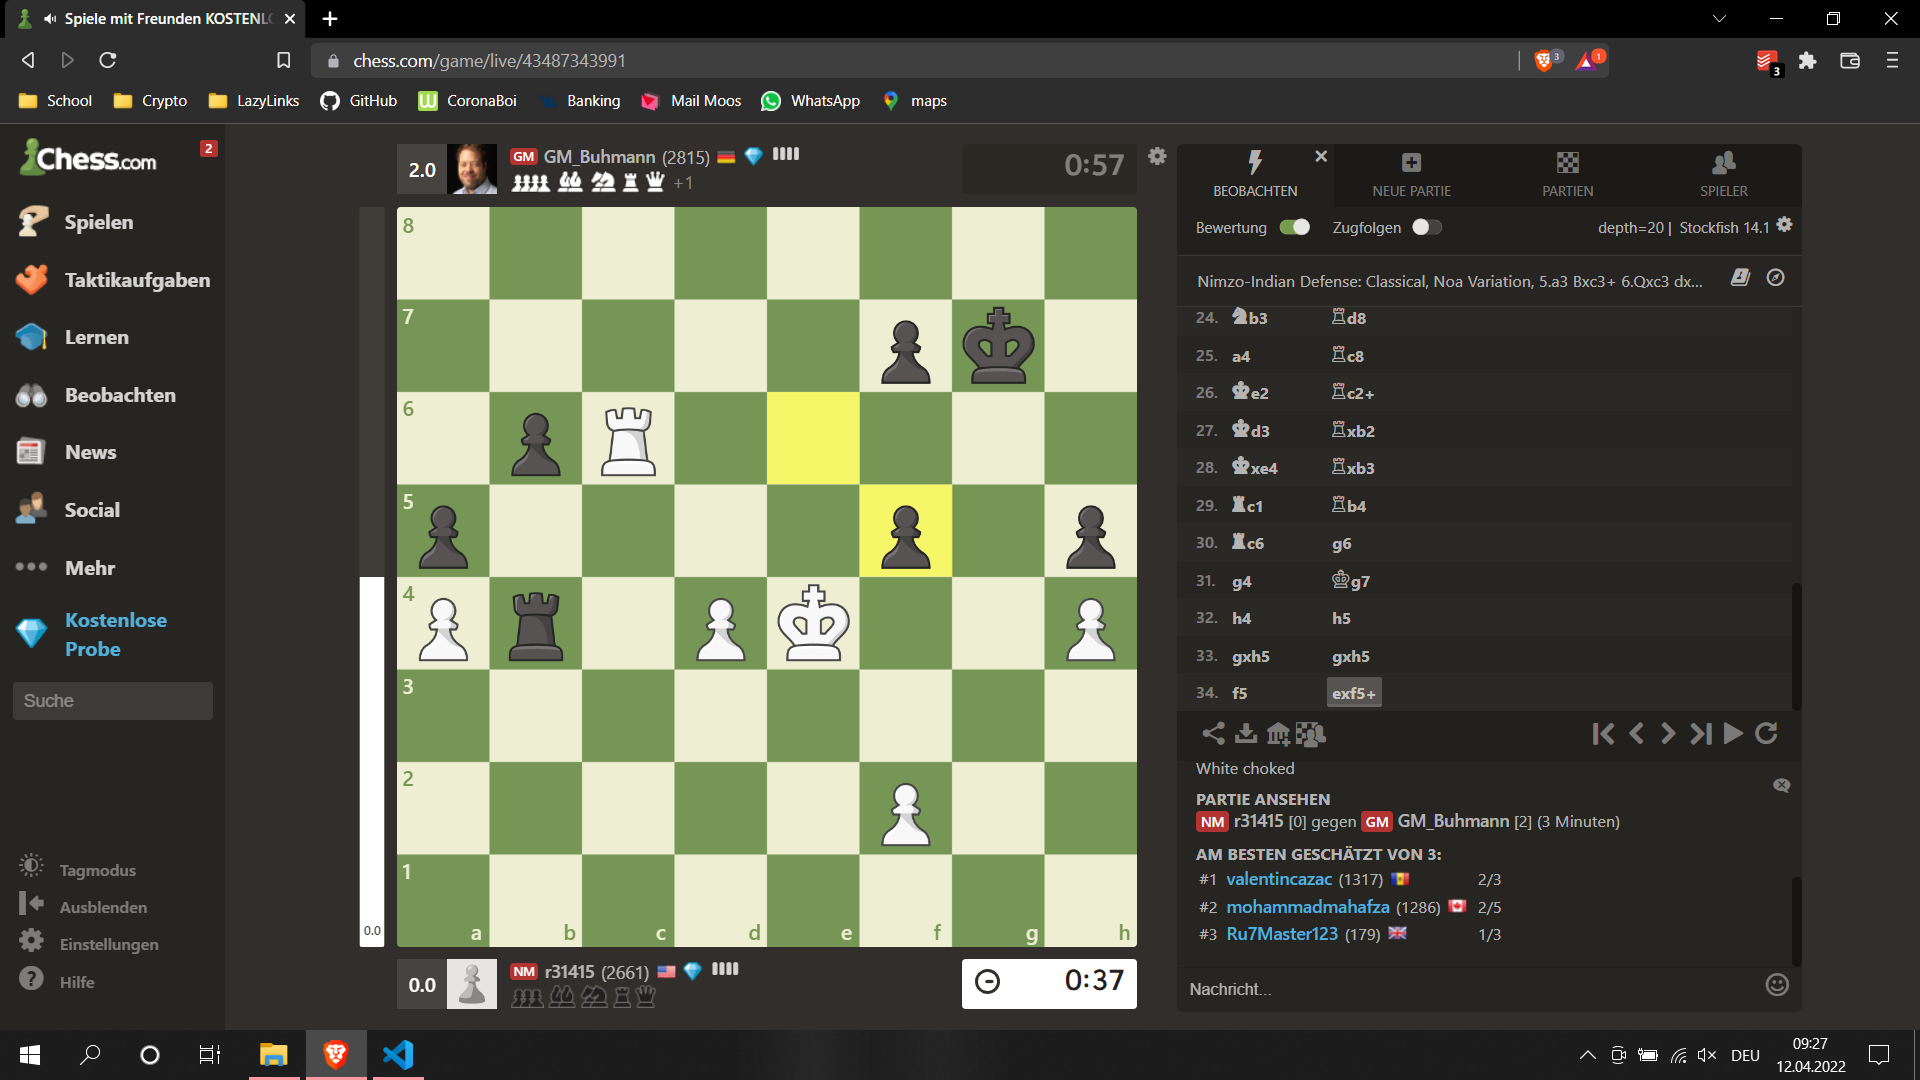 Spiele mit Freunden KOSTENLO
chess.com/game/live/43487343991
3
1
3
School
Crypto
LazyLinks
GitHub
CoronaBoi
Banking
Mail Moos
WhatsApp
maps
Chess.com
2
Spielen
Taktikaufgaben
Lernen
Beobachten
News
Social
Mehr
Kostenlose
Probe
Suche
Tagmodus
Ausblenden
Einstellungen
Hilfe
2.0
GM GM_Buhmann (2815)
+1
0:57
8
7
6
5
4
3
2
1
a b c d e f g h
0.0
0.0
NM r31415 (2661)
0:37
BEOBACHTEN
NEUE PARTIE
PARTIEN
SPIELER
Bewertung
Zugfolgen
depth=20 | Stockfish 14.1
Nimzo-Indian Defense: Classical, Noa Variation, 5.a3 Bxc3+ 6.Qxc3 dx...
24. b3 d8
25. a4 c8
26. e2 c2+
27. d3 xb2
28. xe4 xb3
29. c1 b4
30. c6 g6
31. g4 g7
32. h4 h5
33. gxh5 gxh5
34. f5 exf5+
White choked
PARTIE ANSEHEN
NM r31415 [0] gegen GM GM_Buhmann [2] (3 Minuten)
AM BESTEN GESCHÄTZT VON 3:
#1 valentincazac (1317) 2/3
#2 mohammadmahafza (1286) 2/5
#3 Ru7Master123 (179) 1/3
Nachricht...
DEU
09:27
12.04.2022